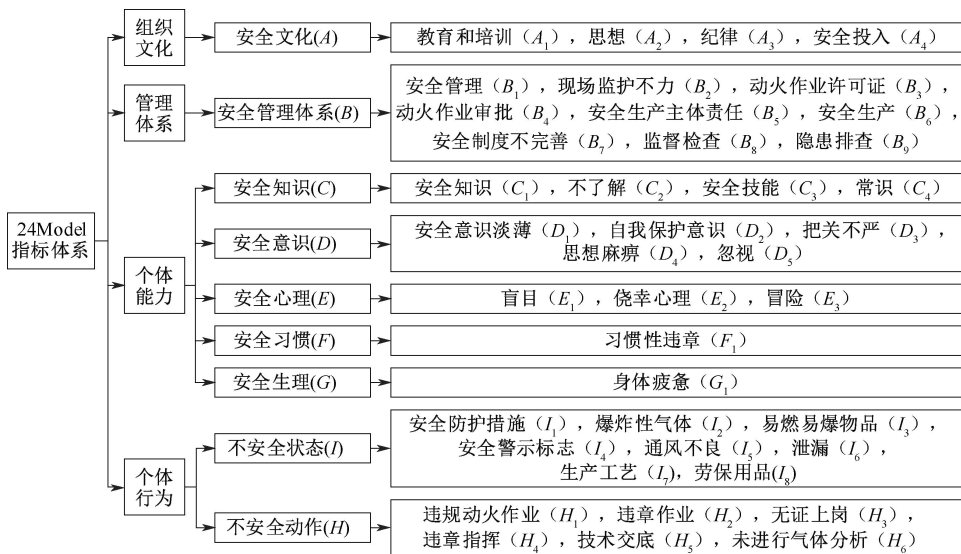 24Model
指标体系
组织
文化
安全文化(A)
教育和培训（A₁），思想（A₂），纪律（A₃），安全投入（A₄）
管理
体系
安全管理体系(B)
安全管理（B₁），现场监护不力（B₂），动火作业许可证（B₃），
动火作业审批（B₄），安全生产主体责任（B₅），安全生产（B₆），
安全制度不完善（B₇），监督检查（B₈），隐患排查（B₉）
个体
能力
安全知识(C)
安全知识（C₁），不了解（C₂），安全技能（C₃），常识（C₄）
安全意识(D)
安全意识淡薄（D₁），自我保护意识（D₂），把关不严（D₃），
思想麻痹（D₄），忽视（D₅）
安全心理(E)
盲目（E₁），侥幸心理（E₂），冒险（E₃）
安全习惯(F)
习惯性违章（F₁）
安全生理(G)
身体疲惫（G₁）
个体
行为
不安全状态(I)
安全防护措施（I₁），爆炸性气体（I₂），易燃易爆物品（I₃），
安全警示标志（I₄），通风不良（I₅），泄漏（I₆），
生产工艺（I₇），劳保用品(I₈)
不安全动作(H)
违规动火作业（H₁），违章作业（H₂），无证上岗（H₃），
违章指挥（H₄），技术交底（H₅），未进行气体分析（H₆）